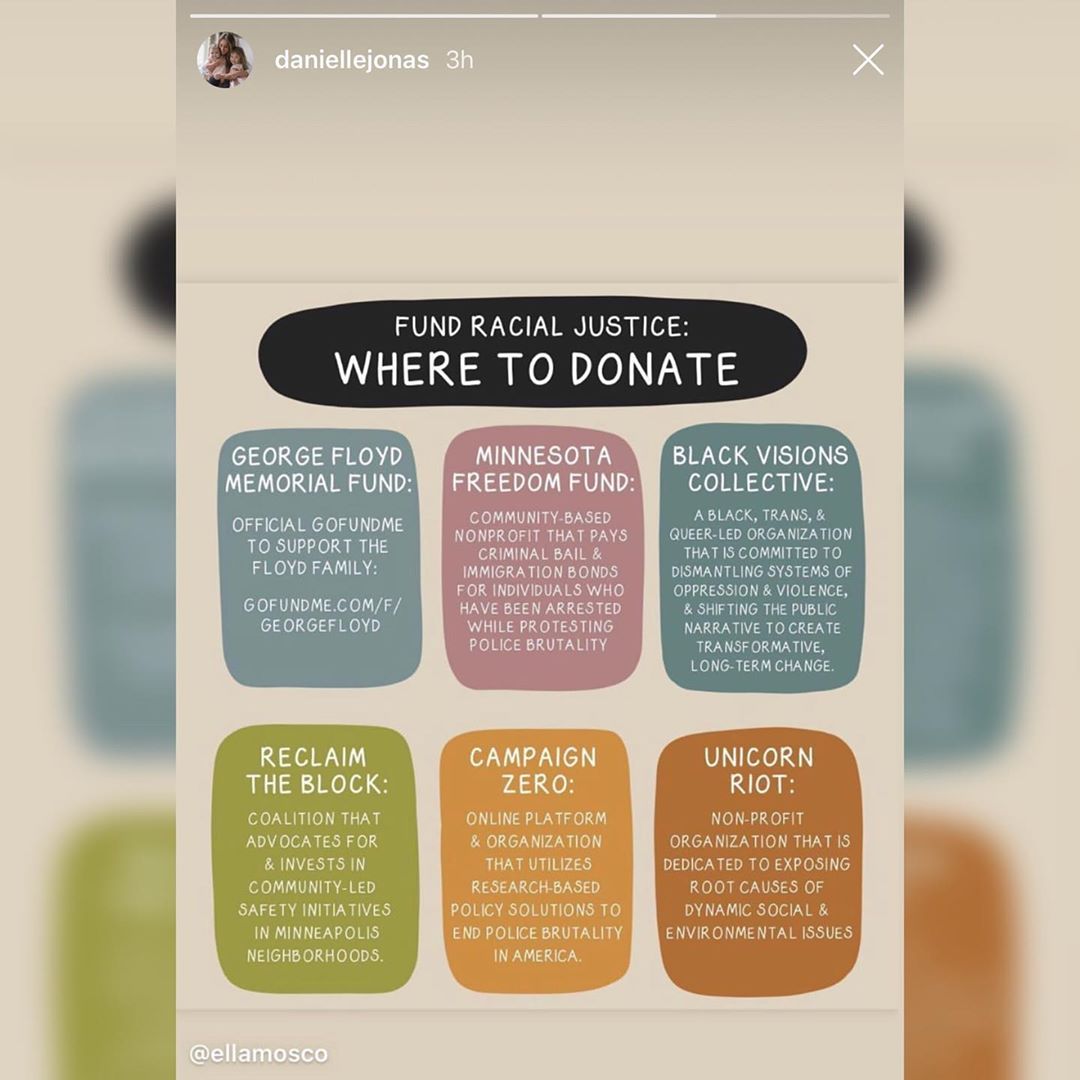 daniellejonas 3h
FUND RACIAL JUSTICE:
WHERE TO DONATE
GEORGE FLOYD
MEMORIAL FUND:
OFFICIAL GOFUNDME
TO SUPPORT THE
FLOYD FAMILY:
GOFUNDME.COM/F/
GEORGEFLOYD
MINNESOTA
FREEDOM FUND:
COMMUNITY-BASED
NONPROFIT THAT PAYS
CRIMINAL BAIL &
IMMIGRATION BONDS
FOR INDIVIDUALS WHO
HAVE BEEN ARRESTED
WHILE PROTESTING
POLICE BRUTALITY
BLACK VISIONS
COLLECTIVE:
A BLACK, TRANS, &
QUEER-LED ORGANIZATION
THAT IS COMMITTED TO
DISMANTLING SYSTEMS OF
OPPRESSION & VIOLENCE,
& SHIFTING THE PUBLIC
NARRATIVE TO CREATE
TRANSFORMATIVE,
LONG-TERM CHANGE.
RECLAIM
THE BLOCK:
COALITION THAT
ADVOCATES FOR
& INVESTS IN
COMMUNITY-LED
SAFETY INITIATIVES
IN MINNEAPOLIS
NEIGHBORHOODS.
CAMPAIGN
ZERO:
ONLINE PLATFORM
& ORGANIZATION
THAT UTILIZES
RESEARCH-BASED
POLICY SOLUTIONS TO
END POLICE BRUTALITY
IN AMERICA.
UNICORN
RIOT:
NON-PROFIT
ORGANIZATION THAT IS
DEDICATED TO EXPOSING
ROOT CAUSES OF
DYNAMIC SOCIAL &
ENVIRONMENTAL ISSUES
@ellamosco